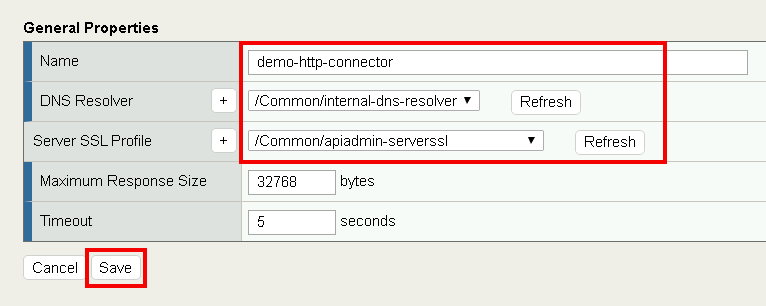 General Properties
Name demo-http-connector
DNS Resolver + /Common/internal-dns-resolver ▼ Refresh
Server SSL Profile + /Common/apiadmin-serverssl ▼ Refresh
Maximum Response Size 32768 bytes
Timeout 5 seconds
Cancel Save